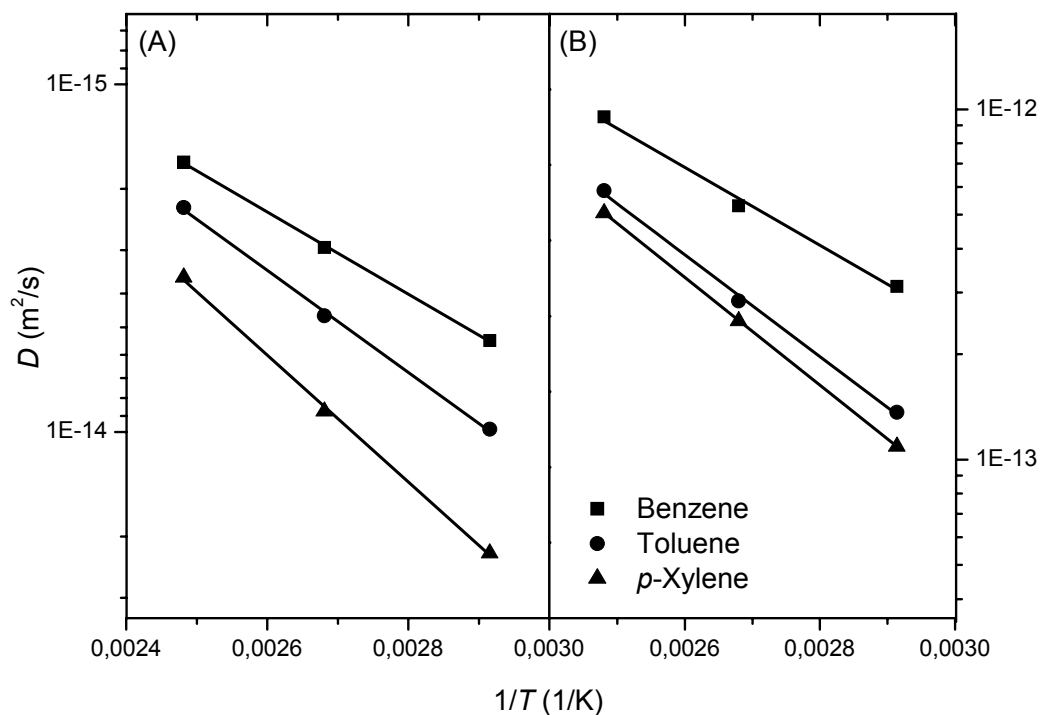 (A)
(B)
1E-15
1E-14
D (m²/s)
1E-12
1E-13
Benzene
Toluene
p-Xylene
0,0024 0,0026 0,0028 0,0030 0,0026 0,0028 0,0030
1/T (1/K)